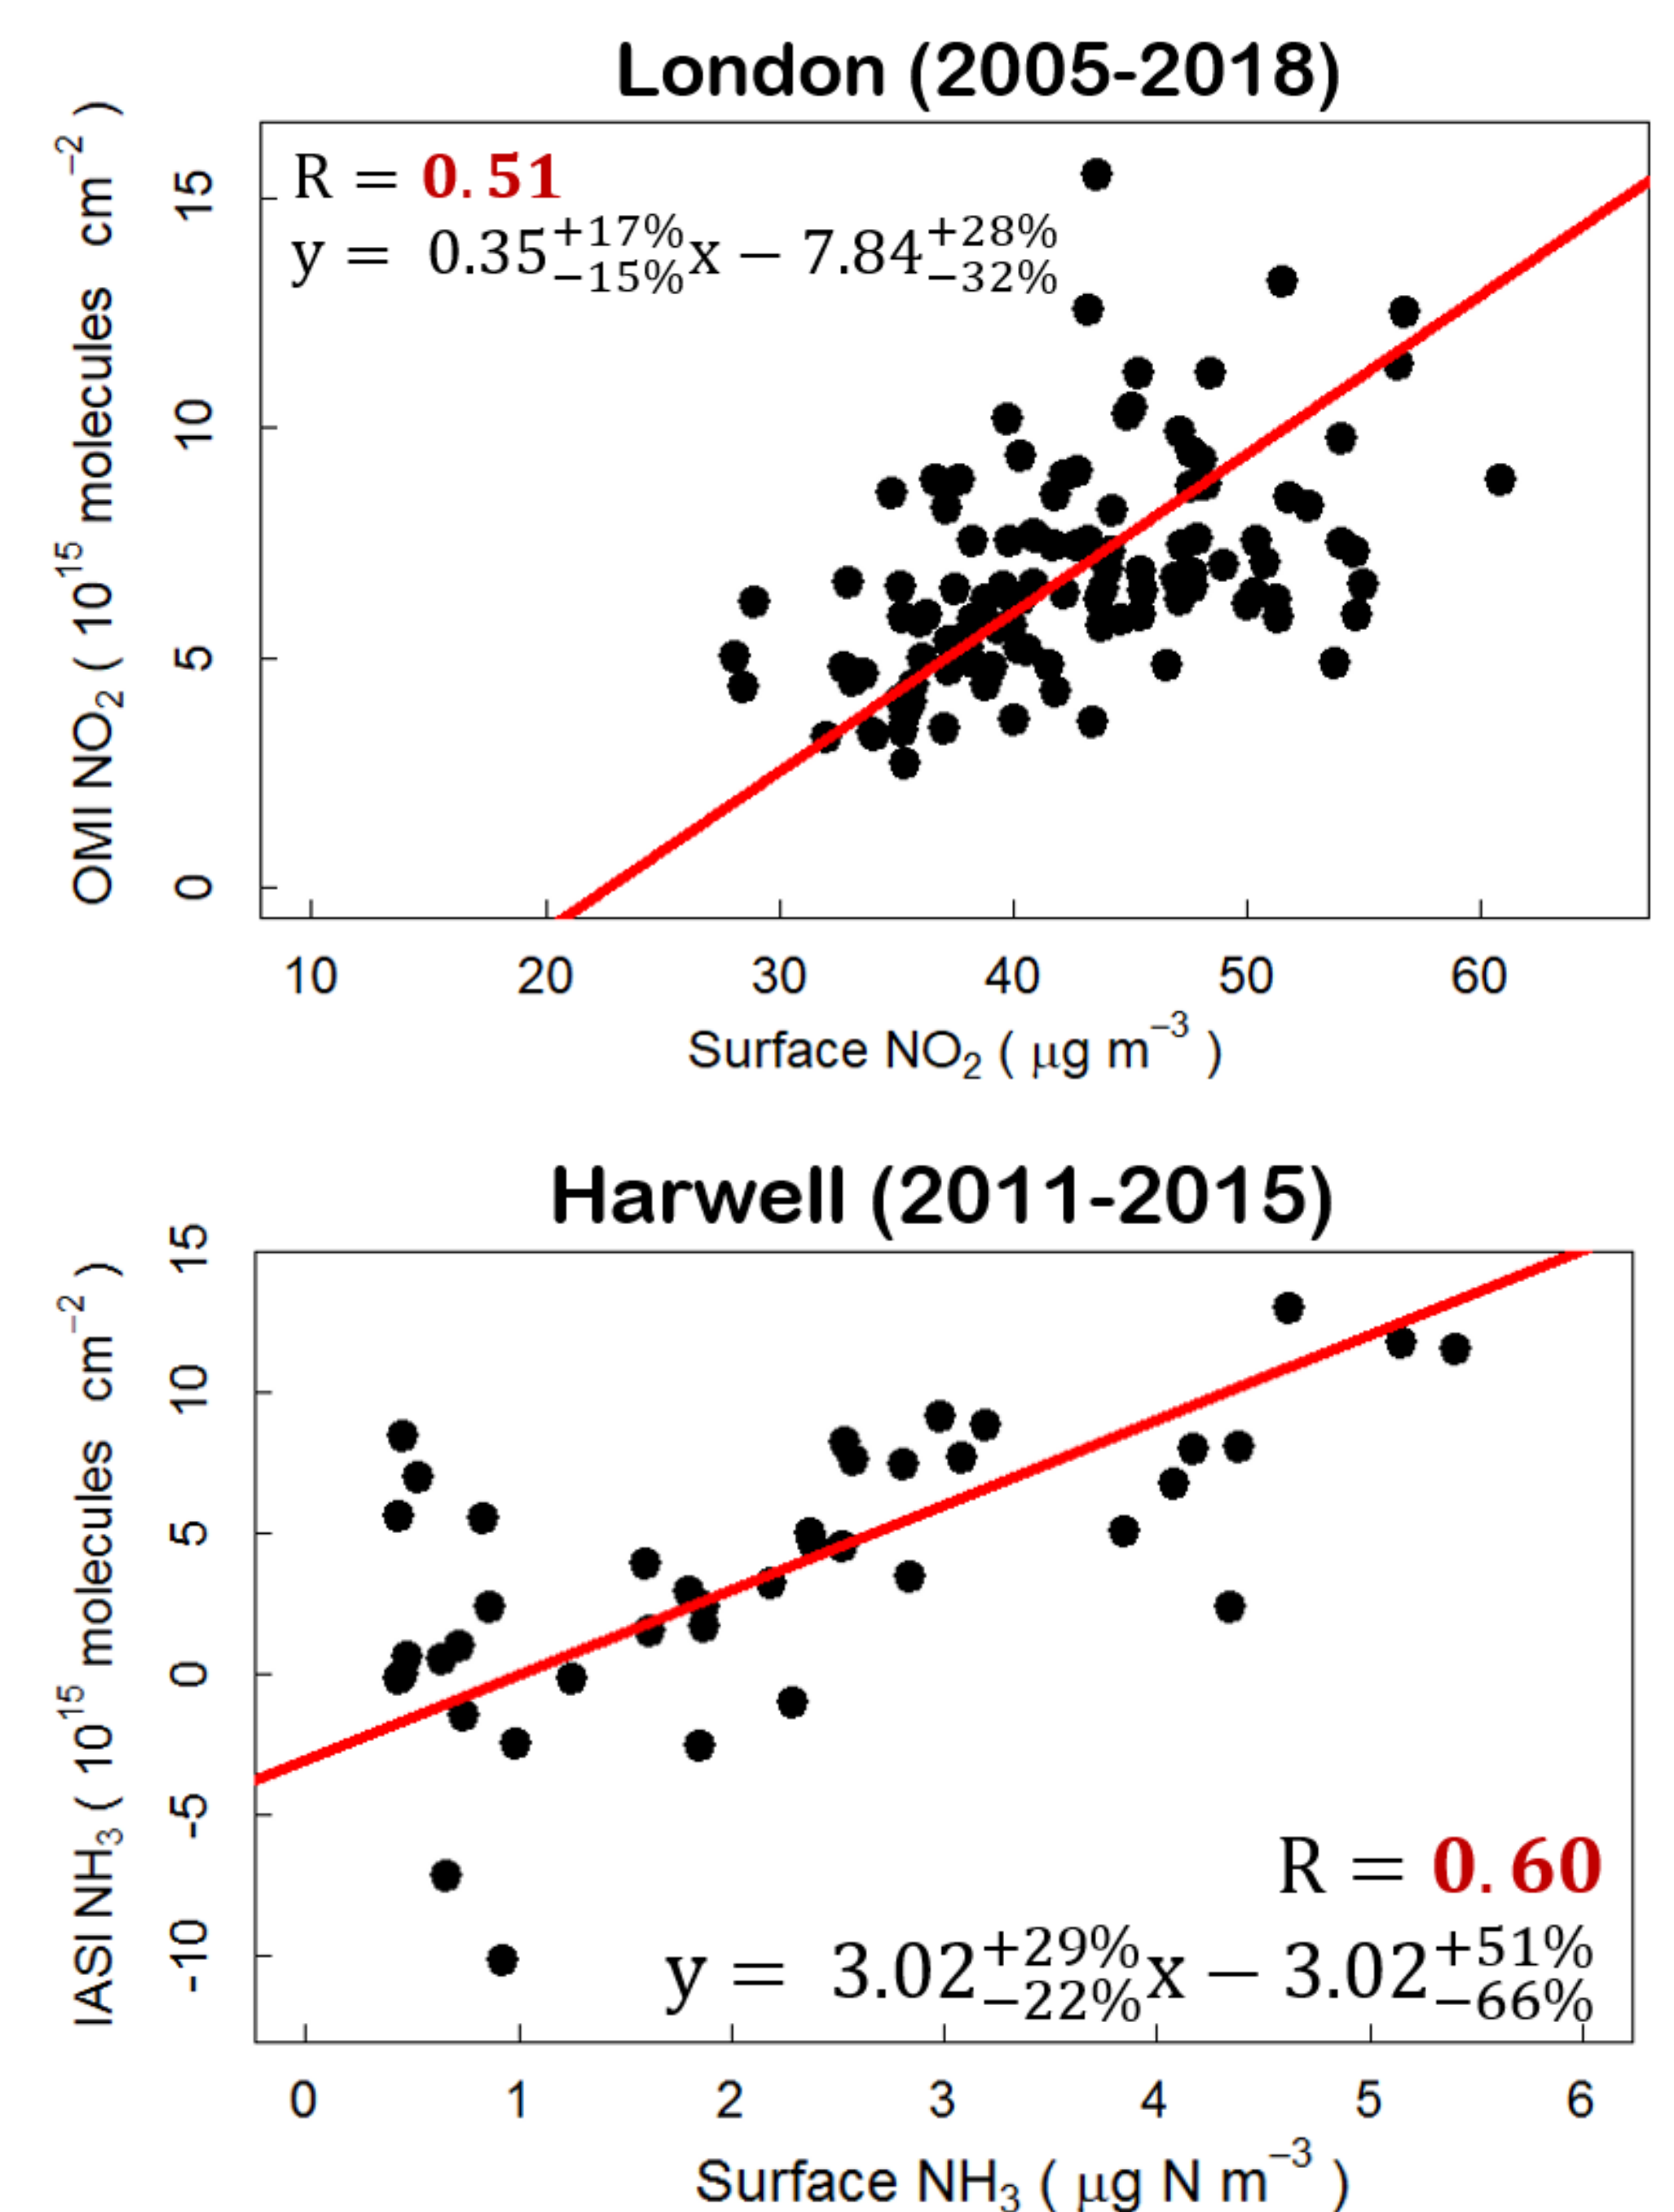 London (2005-2018)
R = 0.51
y = 0.35+17%−15%x − 7.84+28%−32%
OMI NO2 ( 10^15 molecules cm−2 )
15
10
5
0
10 20 30 40 50 60
Surface NO2 ( µg m−3 )
Harwell (2011-2015)
IASI NH3 ( 10^15 molecules cm−2 )
15
10
5
0
-5
-10
R = 0.60
y = 3.02+29%−22%x − 3.02+51%−66%
0 1 2 3 4 5 6
Surface NH3 ( µg N m−3 )